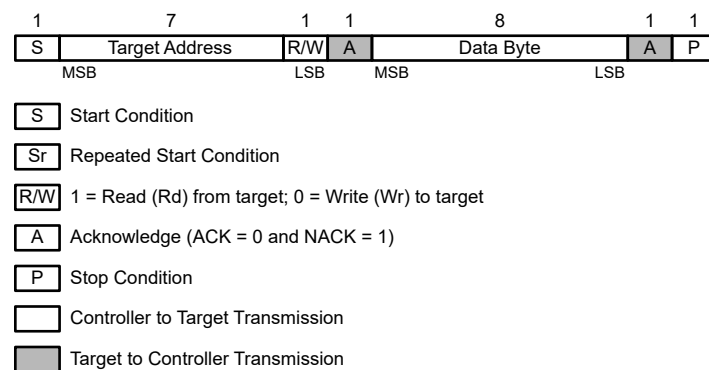 1 7 1 1 8 1 1
S Target Address R/W A Data Byte A P
MSB LSB MSB LSB
S Start Condition
Sr Repeated Start Condition
R/W 1 = Read (Rd) from target; 0 = Write (Wr) to target
A Acknowledge (ACK = 0 and NACK = 1)
P Stop Condition
Controller to Target Transmission
Target to Controller Transmission